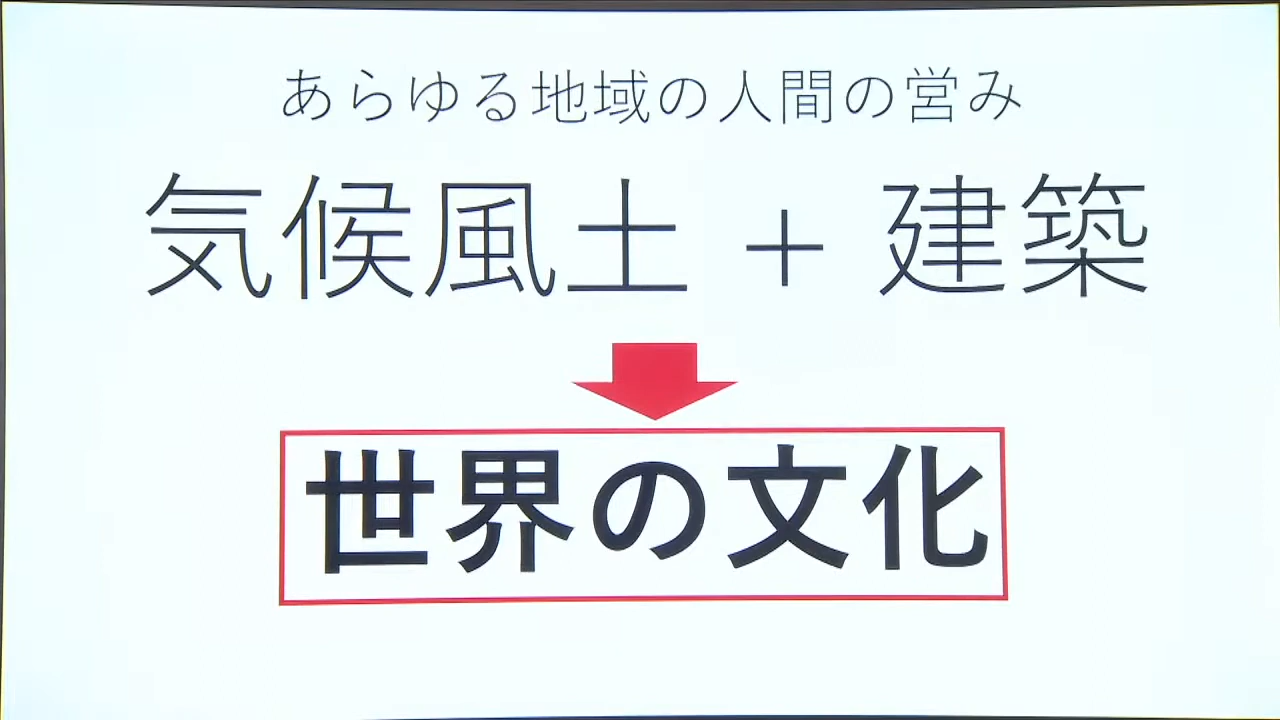 あらゆる地域の人間の営み
気候風土 + 建築
世界の文化